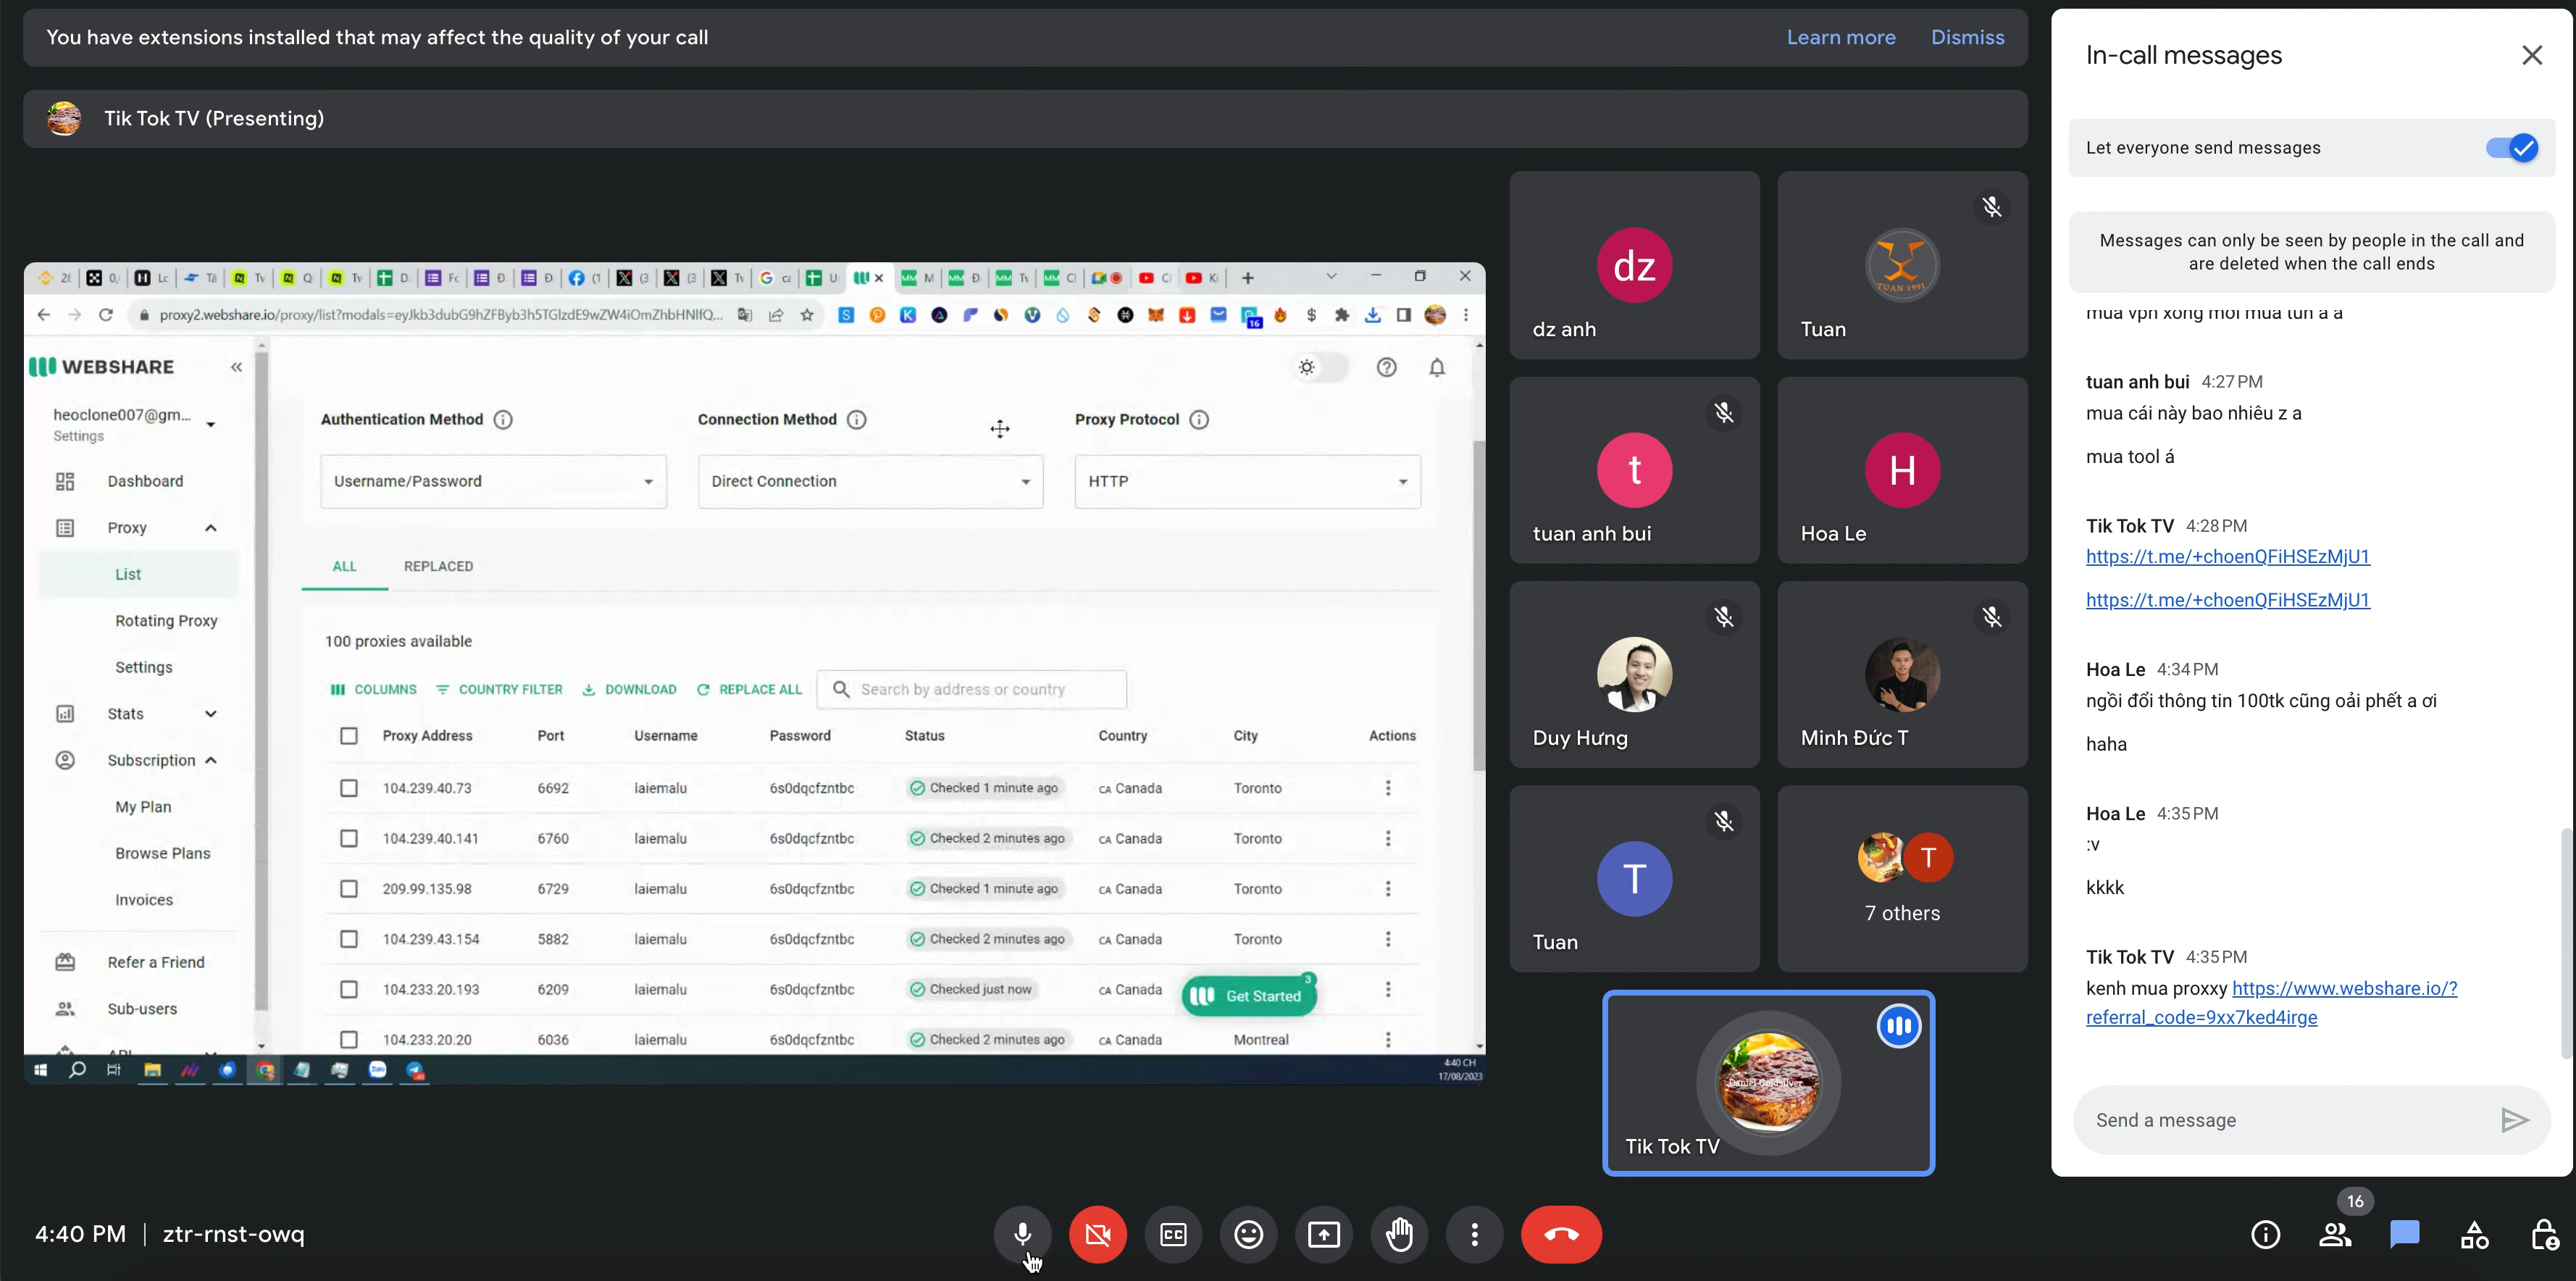 You have extensions installed that may affect the quality of your call
Learn more
Dismiss
Tik Tok TV (Presenting)
proxy2.webshare.io/proxy/list?modals=eyJkb3dubG9hZFByb3h5TGlzdE9wZW4iOmZhbHNlfQ...
16
WEBSHARE
heoclone007@gm...
Settings
Dashboard
Proxy
List
Rotating Proxy
Settings
Stats
Subscription
My Plan
Browse Plans
Invoices
Refer a Friend
Sub-users
Authentication Method
Connection Method
Proxy Protocol
Username/Password
Direct Connection
HTTP
ALL
REPLACED
100 proxies available
COLUMNS
COUNTRY FILTER
DOWNLOAD
REPLACE ALL
Search by address or country
Proxy Address Port Username Password Status Country City Actions
104.239.40.73 6692 laiemalu 6s0dqcfzntbc Checked 1 minute ago CA Canada Toronto
104.239.40.141 6760 laiemalu 6s0dqcfzntbc Checked 2 minutes ago CA Canada Toronto
209.99.135.98 6729 laiemalu 6s0dqcfzntbc Checked 1 minute ago CA Canada Toronto
104.239.43.154 5882 laiemalu 6s0dqcfzntbc Checked 2 minutes ago CA Canada Toronto
104.233.20.193 6209 laiemalu 6s0dqcfzntbc Checked just now CA Canada
104.233.20.20 6036 laiemalu 6s0dqcfzntbc Checked 2 minutes ago CA Canada Montreal
Get Started
3
Zalo
4:40 CH
17/08/2023
dz
dz anh
TUAN 1991
Tuan
t
tuan anh bui
H
Hoa Le
Duy Hưng
Minh Đức T
T
Tuan
T
7 others
Daniel Goldsilver
Tik Tok TV
In-call messages
Let everyone send messages
Messages can only be seen by people in the call and
are deleted when the call ends
tuan anh bui 4:27 PM
mua cái này bao nhiêu z a
mua tool á
Tik Tok TV 4:28 PM
https://t.me/+choenQFiHSEzMjU1
https://t.me/+choenQFiHSEzMjU1
Hoa Le 4:34 PM
ngồi đổi thông tin 100tk cũng oải phết a ơi
haha
Hoa Le 4:35 PM
:v
kkkk
Tik Tok TV 4:35 PM
kenh mua proxxy https://www.webshare.io/?
referral_code=9xx7ked4irge
Send a message
4:40 PM
ztr-rnst-owq
CC
16